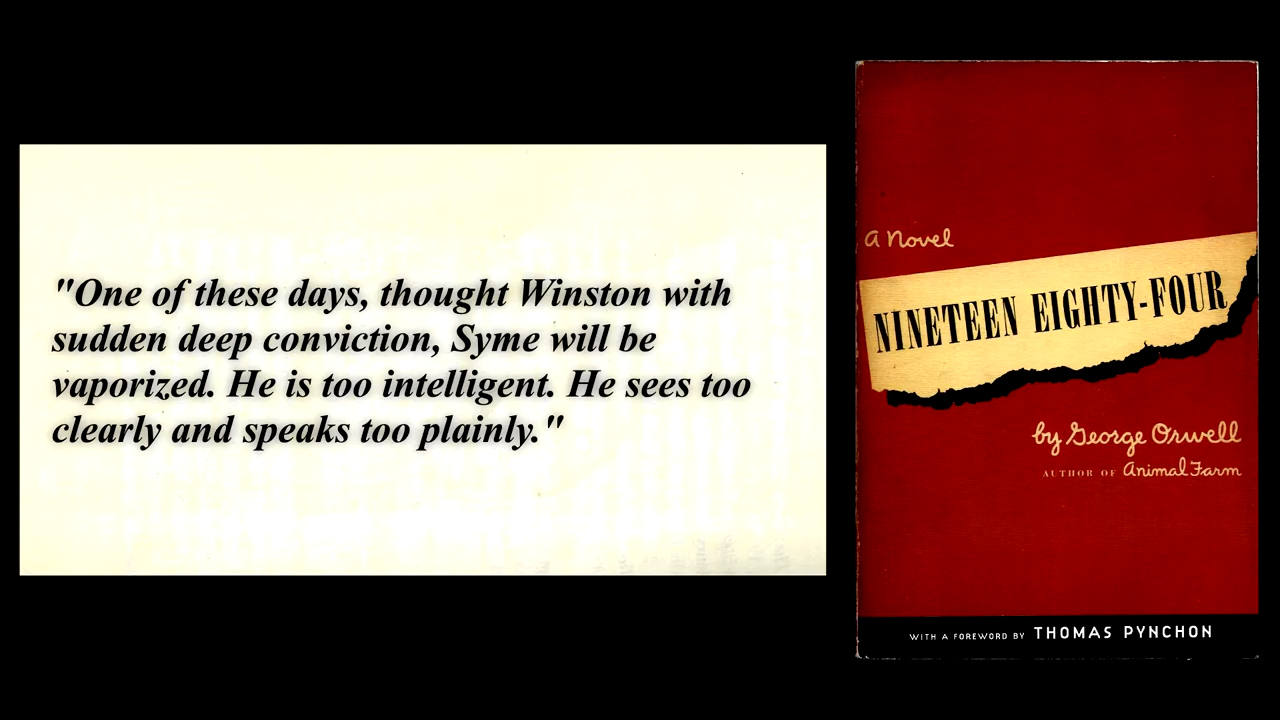 "One of these days, thought Winston with
sudden deep conviction, Syme will be
vaporized. He is too intelligent. He sees too
clearly and speaks too plainly."
A Novel
NINETEEN EIGHTY-FOUR
by George Orwell
AUTHOR OF Animal Farm
WITH A FOREWORD BY THOMAS PYNCHON